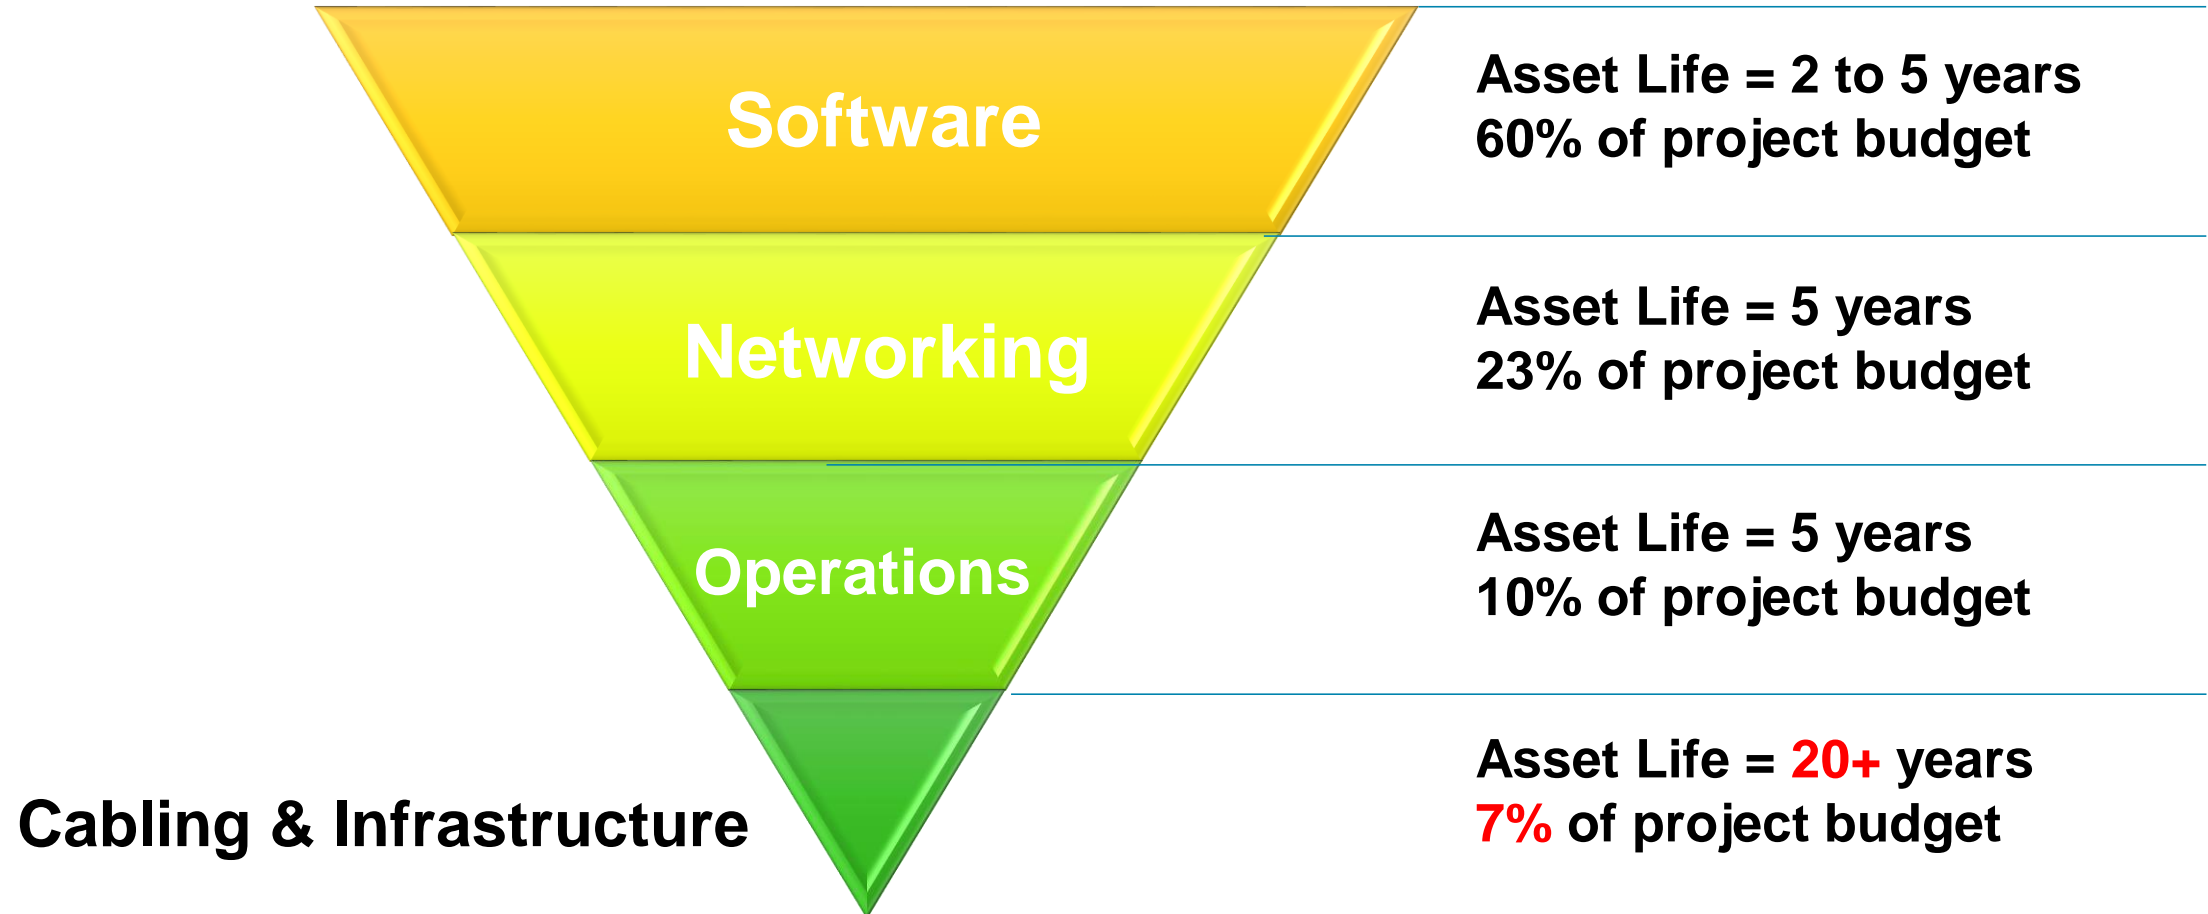 Software
Asset Life = 2 to 5 years
60% of project budget
Networking
Asset Life = 5 years
23% of project budget
Operations
Asset Life = 5 years
10% of project budget
Cabling & Infrastructure
Asset Life = 20+ years
7% of project budget